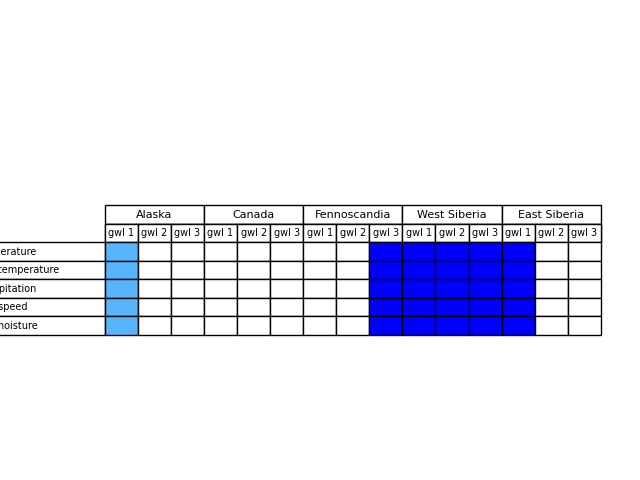 Alaska Canada Fennoscandia West Siberia East Siberia
gwl 1 gwl 2 gwl 3 gwl 1 gwl 2 gwl 3 gwl 1 gwl 2 gwl 3 gwl 1 gwl 2 gwl 3 gwl 1 gwl 2 gwl 3
erature
temperature
pitation
speed
moisture